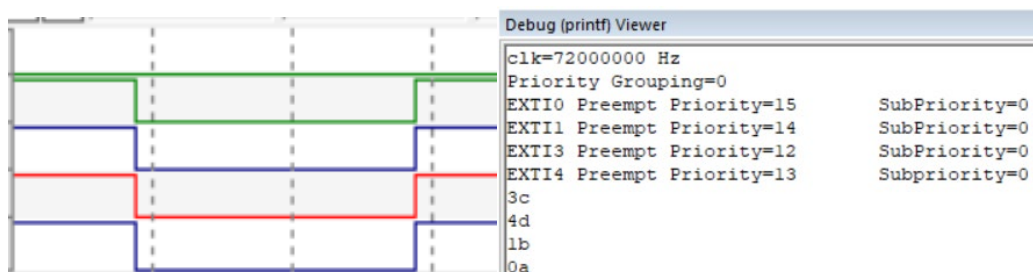 Debug (printf) Viewer
clk=72000000 Hz
Priority Grouping=0
EXTI0 Preempt Priority=15 SubPriority=0
EXTI1 Preempt Priority=14 SubPriority=0
EXTI3 Preempt Priority=12 SubPriority=0
EXTI4 Preempt Priority=13 Subpriority=0
3c
4d
1b
0a